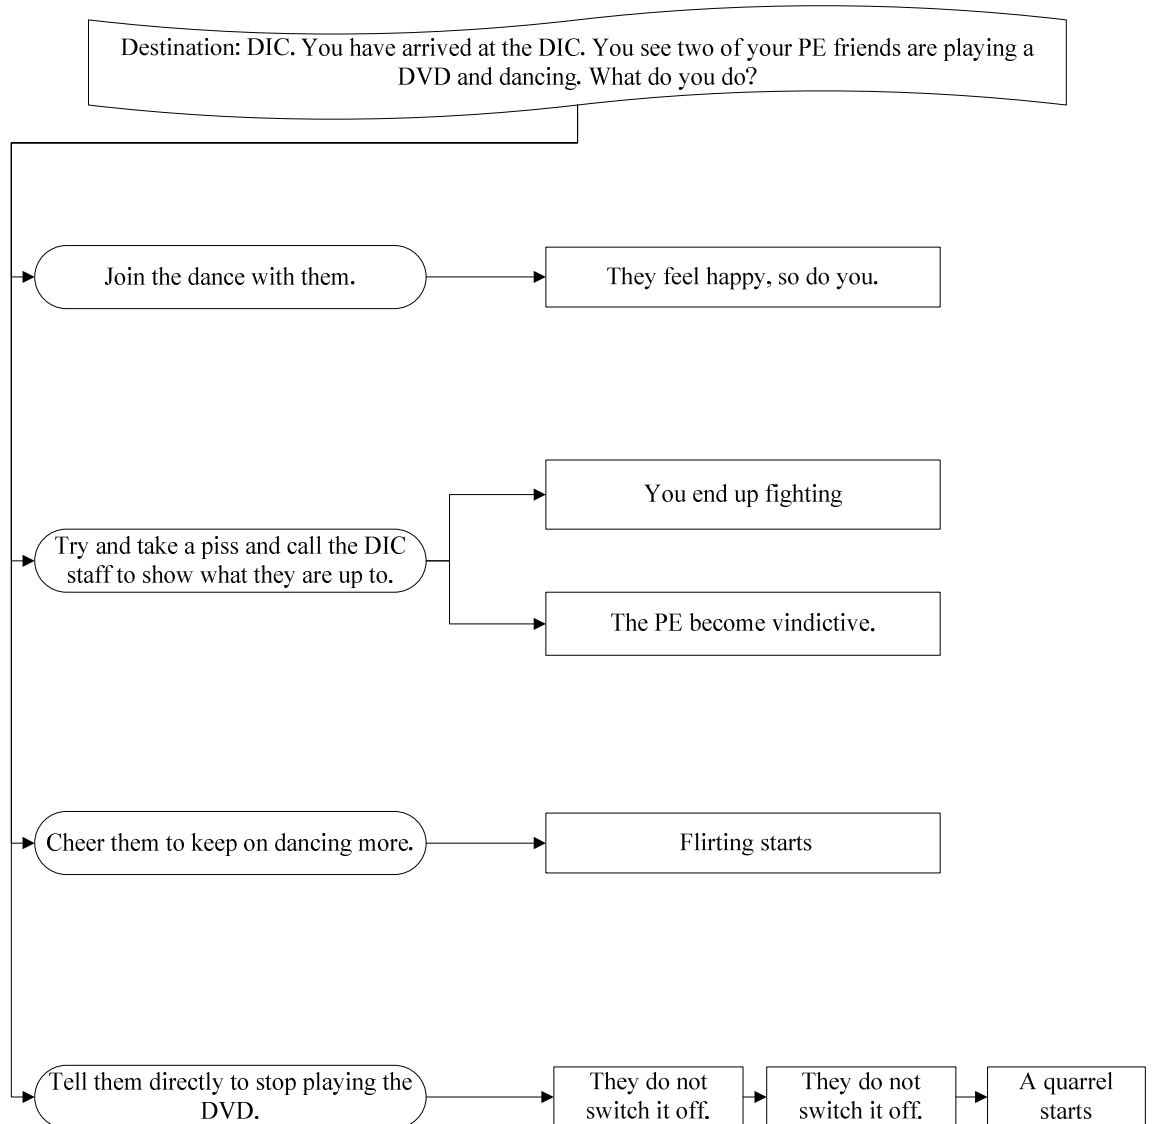 Destination: DIC. You have arrived at the DIC. You see two of your PE friends are playing a
DVD and dancing. What do you do?
Join the dance with them.
They feel happy, so do you.
You end up fighting
Try and take a piss and call the DIC
staff to show what they are up to.
The PE become vindictive.
Cheer them to keep on dancing more.
Flirting starts
Tell them directly to stop playing the
DVD.
They do not
switch it off.
They do not
switch it off.
A quarrel
starts